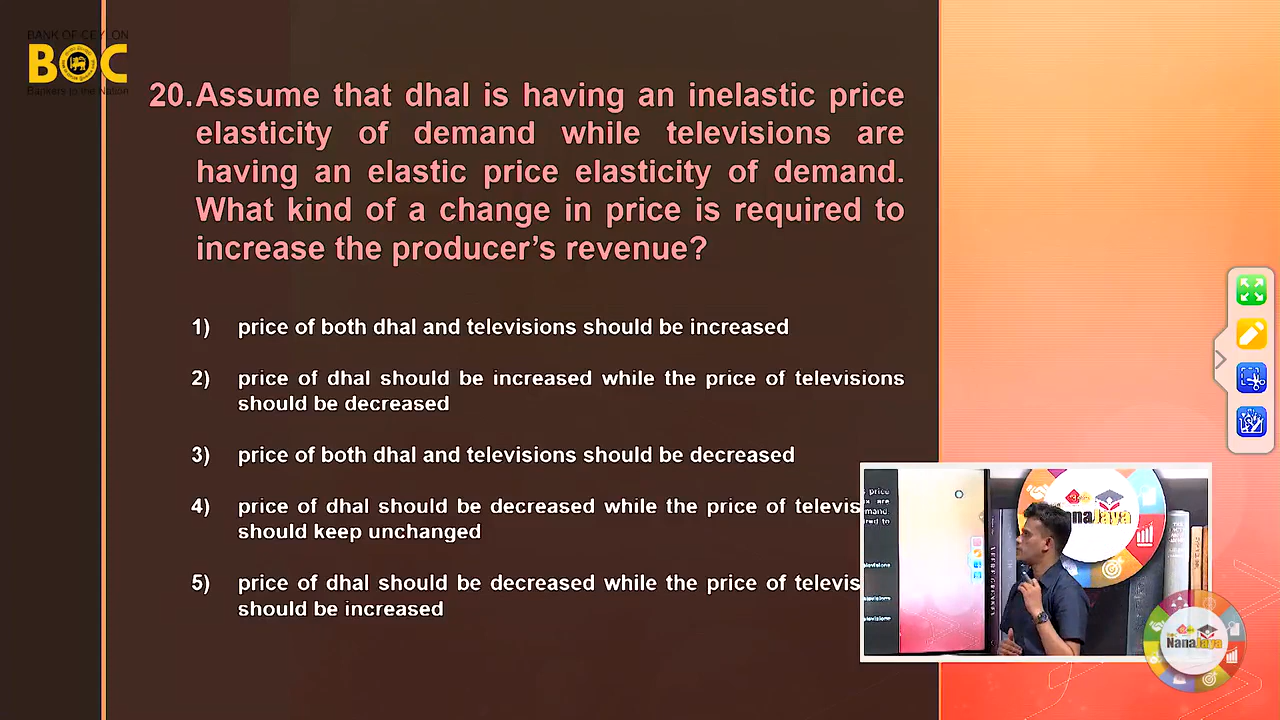 BANK OF CEYLON
BOC
Bankers to the Nation
20. Assume that dhal is having an inelastic price
elasticity of demand while televisions are
having an elastic price elasticity of demand.
What kind of a change in price is required to
increase the producer's revenue?
1) price of both dhal and televisions should be increased
2) price of dhal should be increased while the price of televisions
should be decreased
3) price of both dhal and televisions should be decreased
4) price of dhal should be decreased while the price of televis
should keep unchanged
5) price of dhal should be decreased while the price of televis
should be increased
NanaJaya